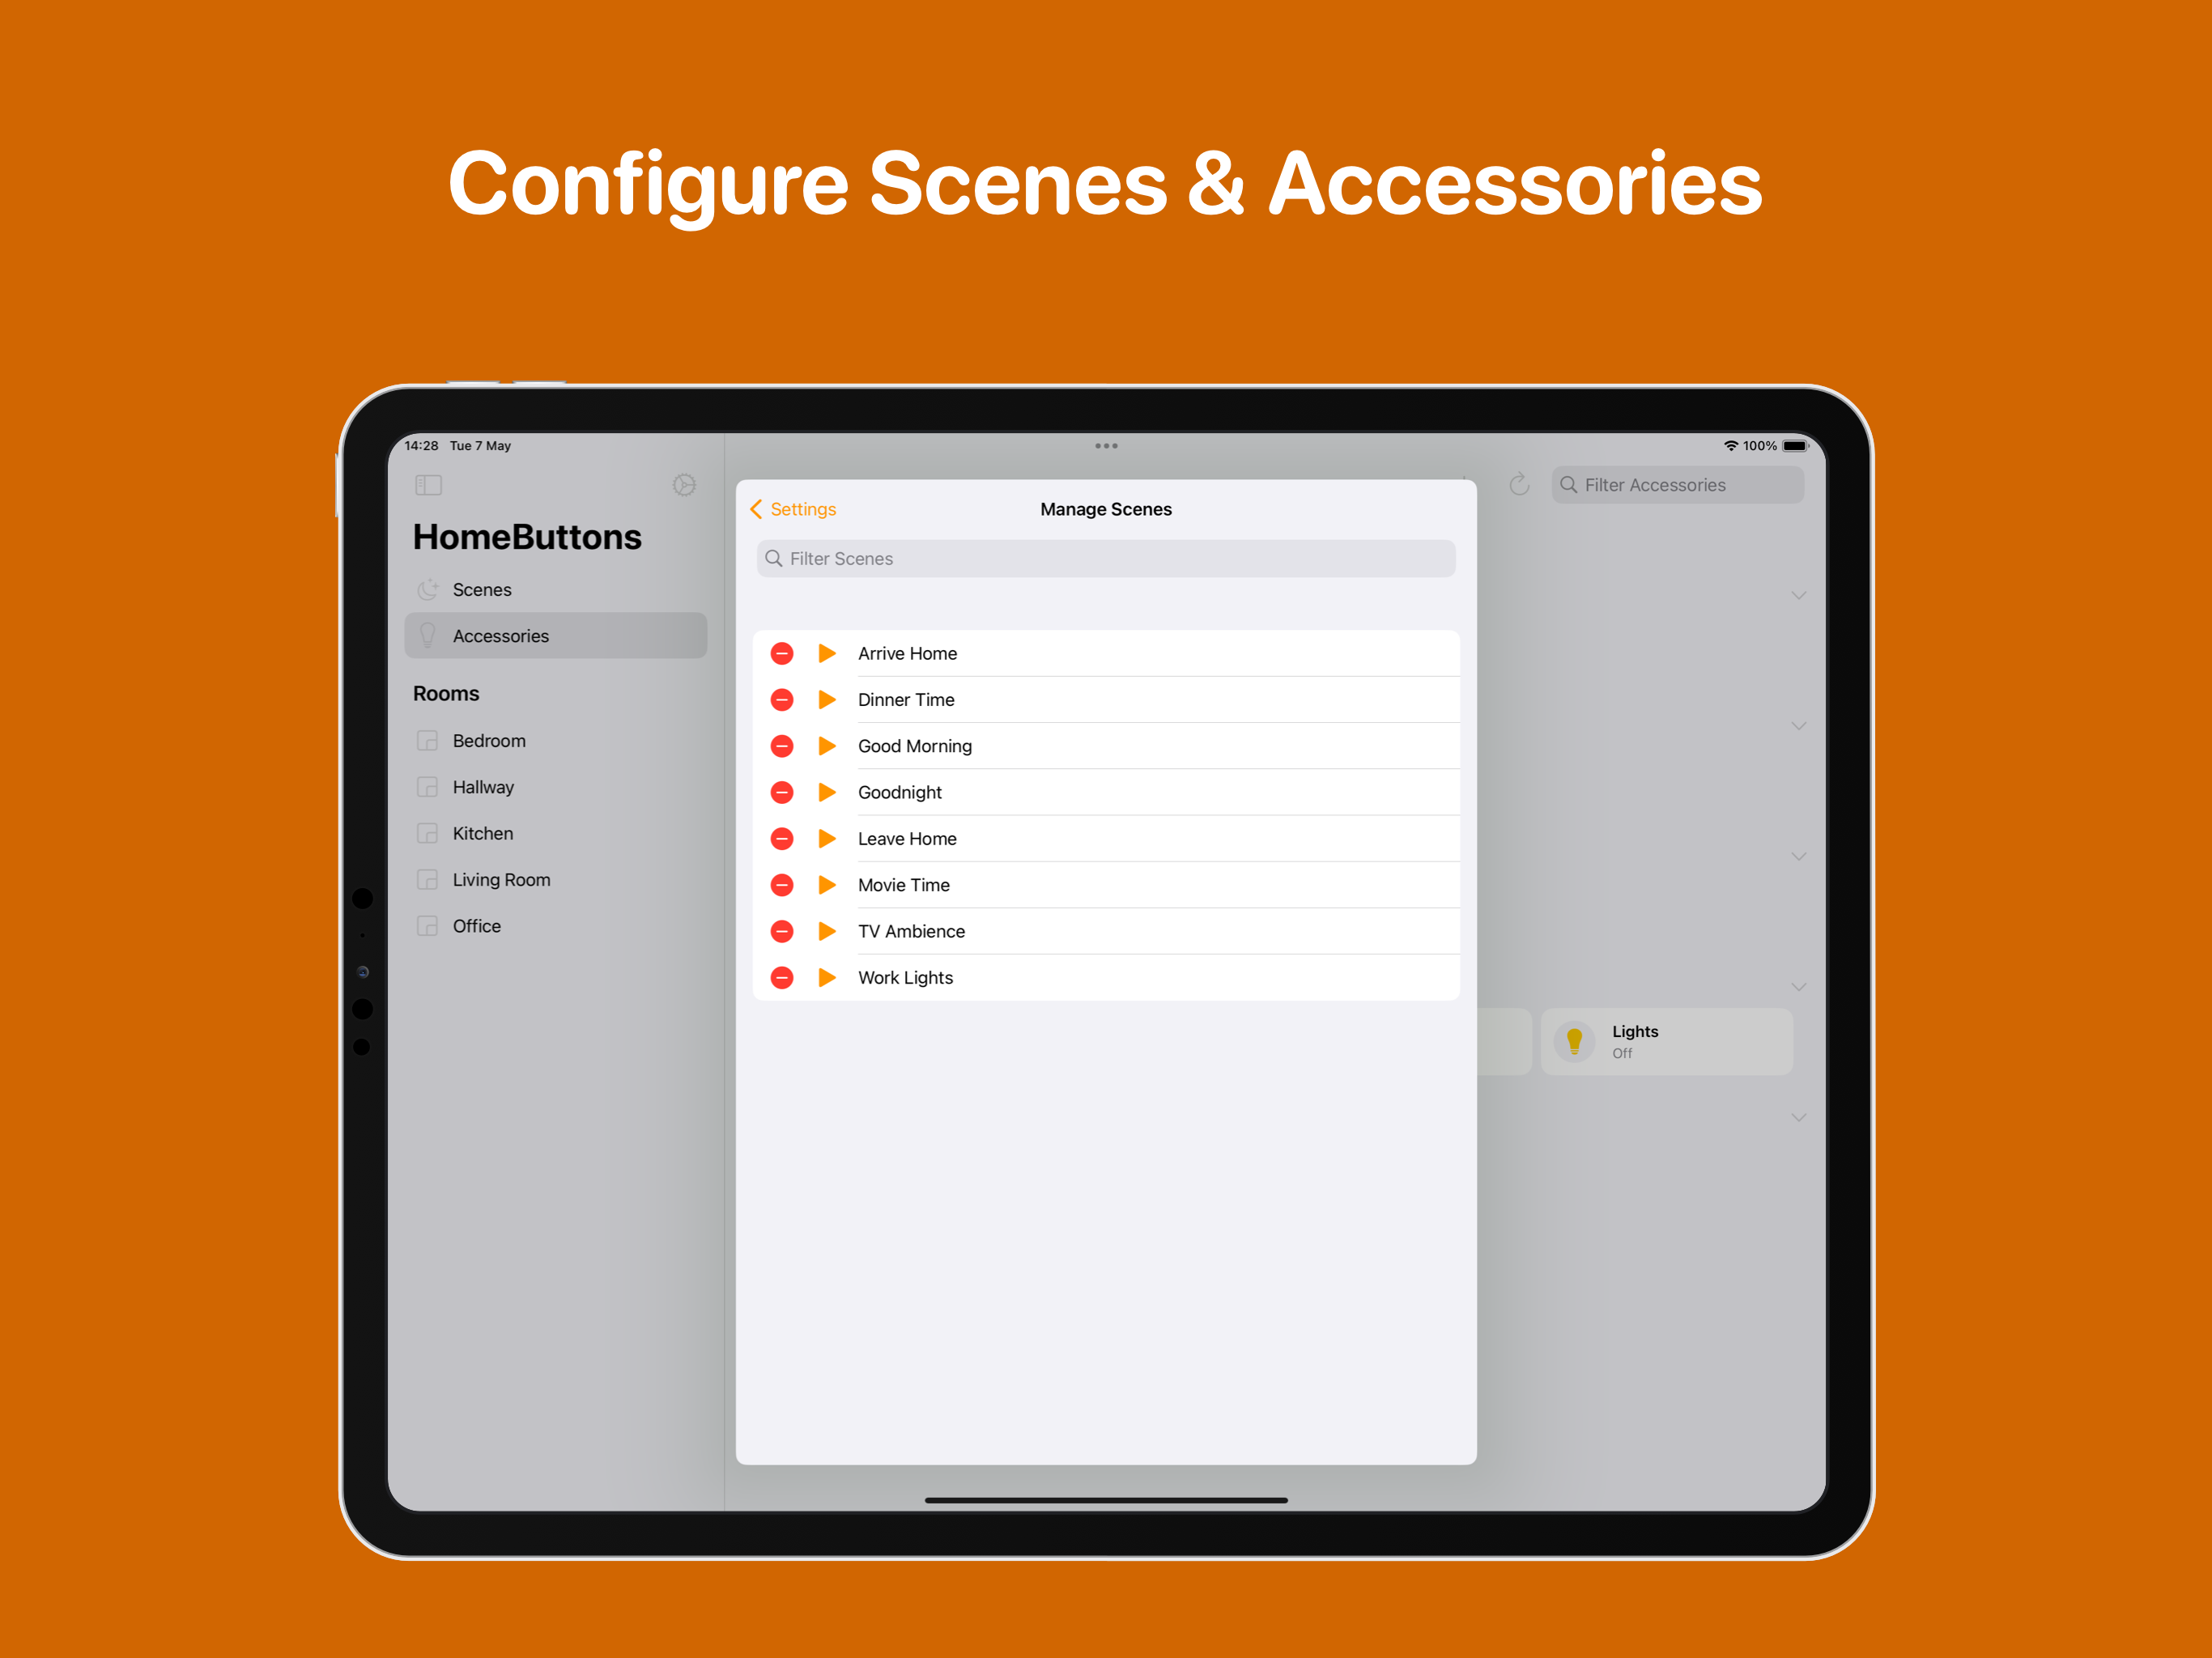 Configure Scenes & Accessories
14:28 Tue 7 May
100%
Filter Accessories
HomeButtons
Scenes
Accessories
Rooms
Bedroom
Hallway
Kitchen
Living Room
Office
Settings
Manage Scenes
Filter Scenes
Arrive Home
Dinner Time
Good Morning
Goodnight
Leave Home
Movie Time
TV Ambience
Work Lights
Lights
Off